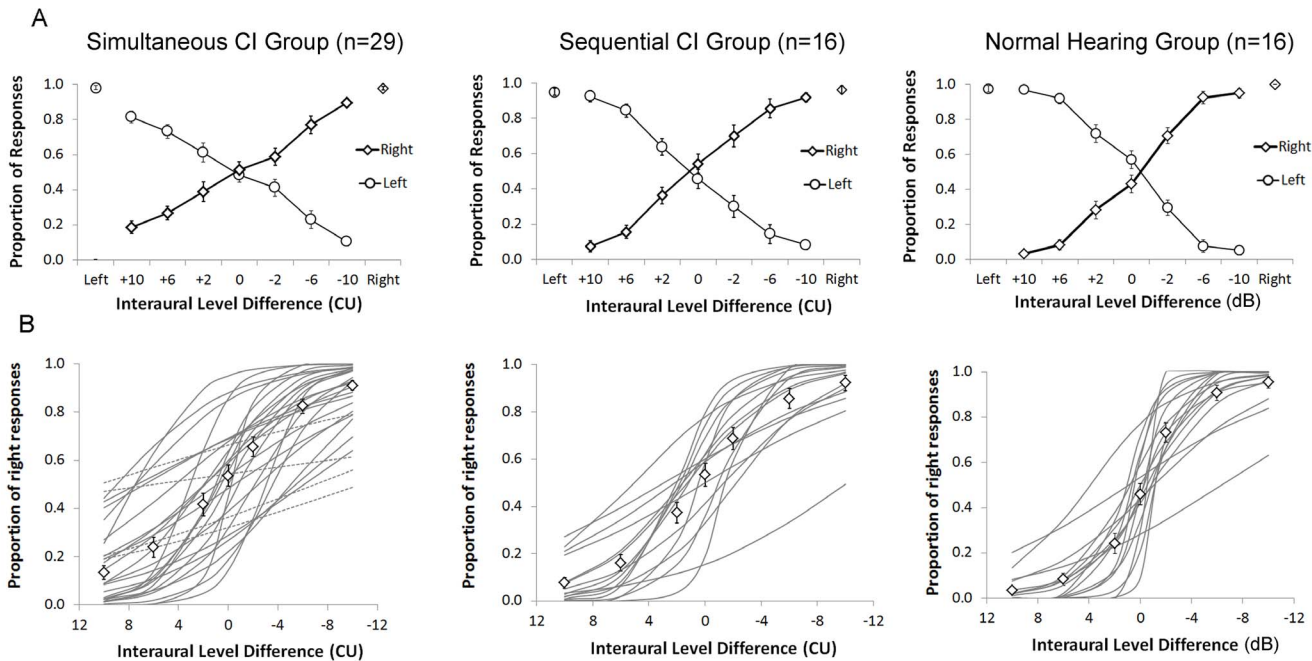 A
Simultaneous CI Group (n=29)
Sequential CI Group (n=16)
Normal Hearing Group (n=16)
Proportion of Responses
1.0
0.8
0.6
0.4
0.2
0.0
Right
Left
Left +10 +6 +2 0 -2 -6 -10 Right
Interaural Level Difference (CU)
Proportion of Responses
1.0
0.8
0.6
0.4
0.2
0.0
Right
Left
Left +10 +6 +2 0 -2 -6 -10 Right
Interaural Level Difference (CU)
Proportion of Responses
1.0
0.8
0.6
0.4
0.2
0.0
Right
Left
Left +10 +6 +2 0 -2 -6 -10 Right
Interaural Level Difference (dB)
B
Proportion of right responses
1.0
0.8
0.6
0.4
0.2
0.0
12 8 4 0 -4 -8 -12
Interaural Level Difference (CU)
Proportion of right responses
1.0
0.8
0.6
0.4
0.2
0.0
12 8 4 0 -4 -8 -12
Interaural Level Difference (CU)
Proportion of right responses
1.0
0.8
0.6
0.4
0.2
0.0
12 8 4 0 -4 -8 -12
Interaural Level Difference (dB)